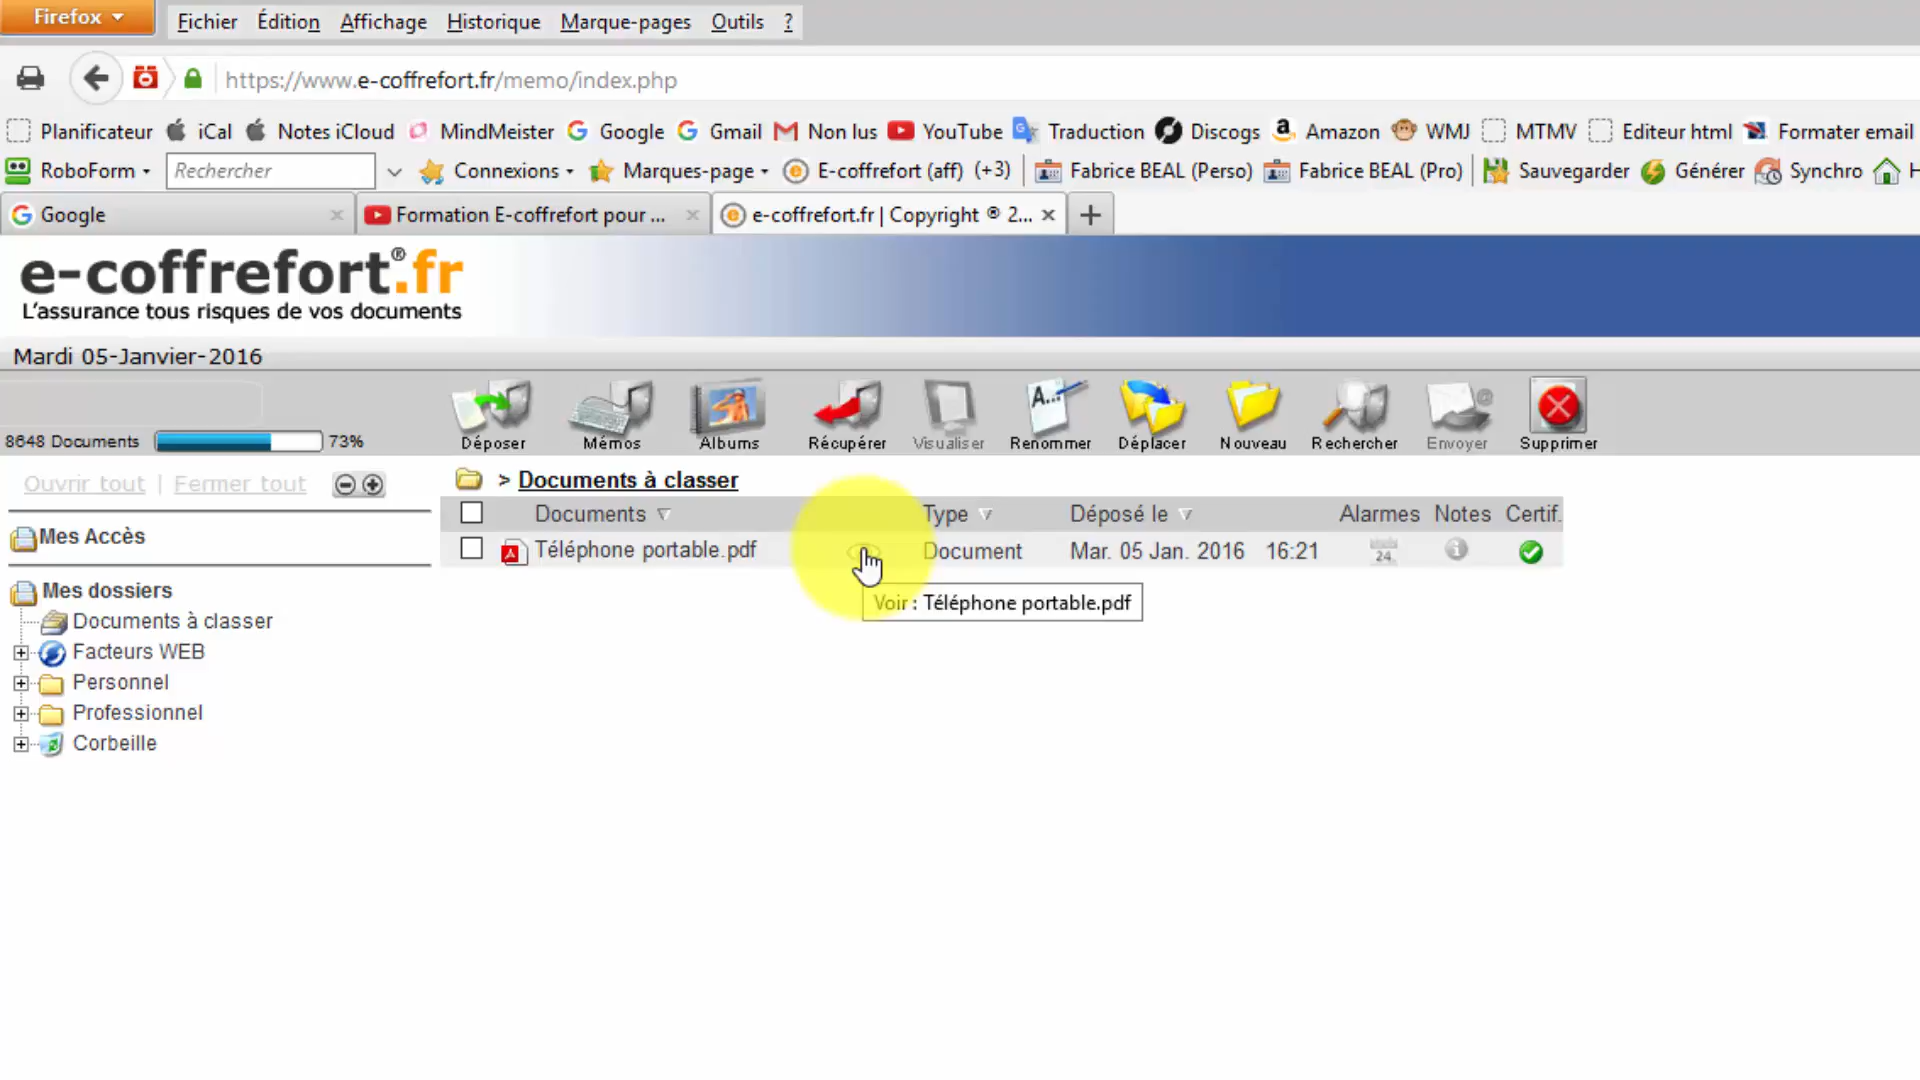 Firefox
Fichier Édition Affichage Historique Marque-pages Outils ?
https://www.e-coffrefort.fr/memo/index.php
Planificateur iCal Notes iCloud MindMeister Google Gmail Non lus YouTube Traduction Discogs Amazon WMJ MTMV Editeur html Formater email
RoboForm Rechercher Connexions Marques-page E-coffrefort (aff) (+3) Fabrice BEAL (Perso) Fabrice BEAL (Pro) Sauvegarder Générer Synchro H
Google Formation E-coffrefort pour ... e-coffrefort.fr | Copyright ® 2...
e-coffrefort®.fr
L'assurance tous risques de vos documents
Mardi 05-Janvier-2016
8648 Documents 73%
Déposer Mémos Albums Récupérer Visualiser Renommer Déplacer Nouveau Rechercher Envoyer Supprimer
Ouvrir tout | Fermer tout
> Documents à classer
Documents Type Déposé le Alarmes Notes Certif.
Téléphone portable.pdf Document Mar. 05 Jan. 2016 16:21 24
Voir : Téléphone portable.pdf
Mes Accès
Mes dossiers
Documents à classer
Facteurs WEB
Personnel
Professionnel
Corbeille